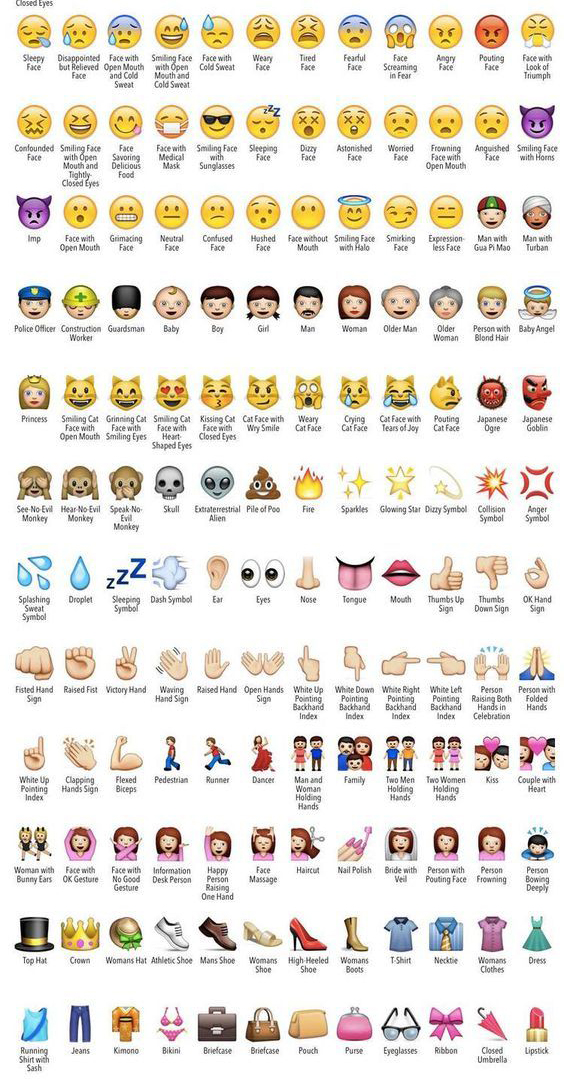 Closed Eyes
Sleepy
Face
Disappointed
but Relieved
Face
Face with
Open Mouth
and Cold
Sweat
Smiling Face
with Open
Mouth and
Cold Sweat
Face with
Cold Sweat
Weary
Face
Tired
Face
Fearful
Face
Face
Screaming
in Fear
Angry
Face
Pouting
Face
Face with
Look of
Triumph
zZZ
Confounded
Face
Smiling Face
with Open
Mouth and
Tightly-
Closed Eyes
Face
Savoring
Delicious
Food
Face with
Medical
Mask
Smiling Face
with
Sunglasses
Sleeping
Face
Dizzy
Face
Astonished
Face
Worried
Face
Frowning
Face with
Open Mouth
Anguished
Face
Smiling Face
with Horns
Imp
Face with
Open Mouth
Grimacing
Face
Neutral
Face
Confused
Face
Hushed
Face
Face without
Mouth
Smiling Face
with Halo
Smirking
Face
Expression-
less Face
Man with
Gua Pi Mao
Man with
Turban
Police Officer
Construction
Worker
Guardsman
Baby
Boy
Girl
Man
Woman
Older Man
Older
Woman
Person with
Blond Hair
Baby Angel
Princess
Smiling Cat
Face with
Open Mouth
Grinning Cat
Face with
Smiling Eyes
Smiling Cat
Face with
Heart-
Shaped Eyes
Kissing Cat
Face with
Closed Eyes
Cat Face with
Wry Smile
Weary
Cat Face
Crying
Cat Face
Cat Face with
Tears of Joy
Pouting
Cat Face
Japanese
Ogre
Japanese
Goblin
See-No-Evil
Monkey
Hear-No-Evil
Monkey
Speak-No-
Evil
Monkey
Skull
Extraterrestrial
Alien
Pile of Poo
Fire
Sparkles
Glowing Star
Dizzy Symbol
Collision
Symbol
Anger
Symbol
zZZ
Splashing
Sweat
Symbol
Droplet
Sleeping
Symbol
Dash Symbol
Ear
Eyes
Nose
Tongue
Mouth
Thumbs Up
Sign
Thumbs
Down Sign
OK Hand
Sign
Fisted Hand
Sign
Raised Fist
Victory Hand
Waving
Hand Sign
Raised Hand
Open Hands
Sign
White Up
Pointing
Backhand
Index
White Down
Pointing
Backhand
Index
White Right
Pointing
Backhand
Index
White Left
Pointing
Backhand
Index
Person
Raising Both
Hands in
Celebration
Person with
Folded
Hands
White Up
Pointing
Index
Clapping
Hands Sign
Flexed
Biceps
Pedestrian
Runner
Dancer
Man and
Woman
Holding
Hands
Family
Two Men
Holding
Hands
Two Women
Holding
Hands
Kiss
Couple with
Heart
Woman with
Bunny Ears
Face with
OK Gesture
Face with
No Good
Gesture
Information
Desk Person
Happy
Person
Raising
One Hand
Face
Massage
Haircut
Nail Polish
Bride with
Veil
Person with
Pouting Face
Person
Frowning
Person
Bowing
Deeply
Top Hat
Crown
Womans Hat
Athletic Shoe
Mans Shoe
Womans
Shoe
High-Heeled
Shoe
Womans
Boots
T-Shirt
Necktie
Womans
Clothes
Dress
Running
Shirt with
Sash
Jeans
Kimono
Bikini
Briefcase
Briefcase
Pouch
Purse
Eyeglasses
Ribbon
Closed
Umbrella
Lipstick